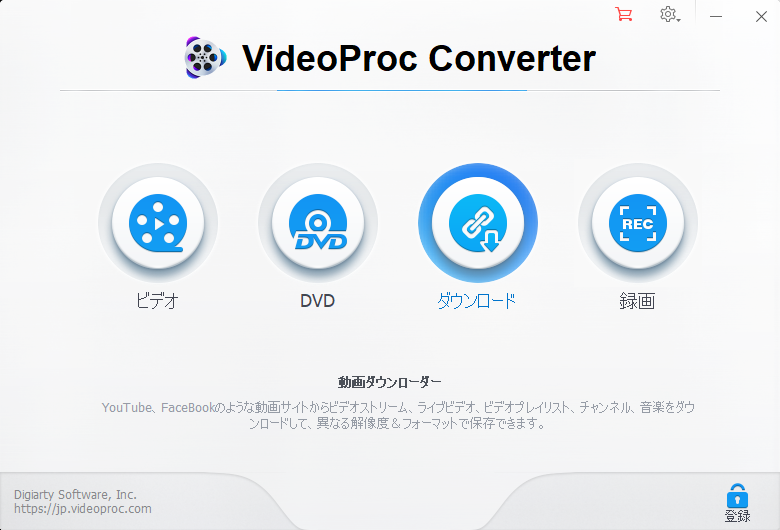 VideoProc Converter
DVD
REC
ビデオ
DVD
ダウンロード
録画
動画ダウンローダー
YouTube、FaceBookのような動画サイトからビデオストリーム、ライブビデオ、ビデオプレイリスト、チャンネル、音楽をダウ
ンロードして、異なる解像度＆フォーマットで保存できます。
Digiarty Software, Inc.
https://jp.videoproc.com
登録